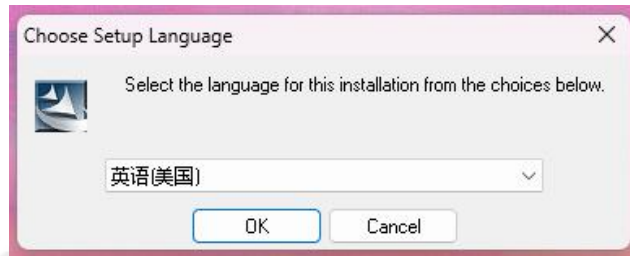 Choose Setup Language
Select the language for this installation from the choices below.
英语(美国)
OK
Cancel